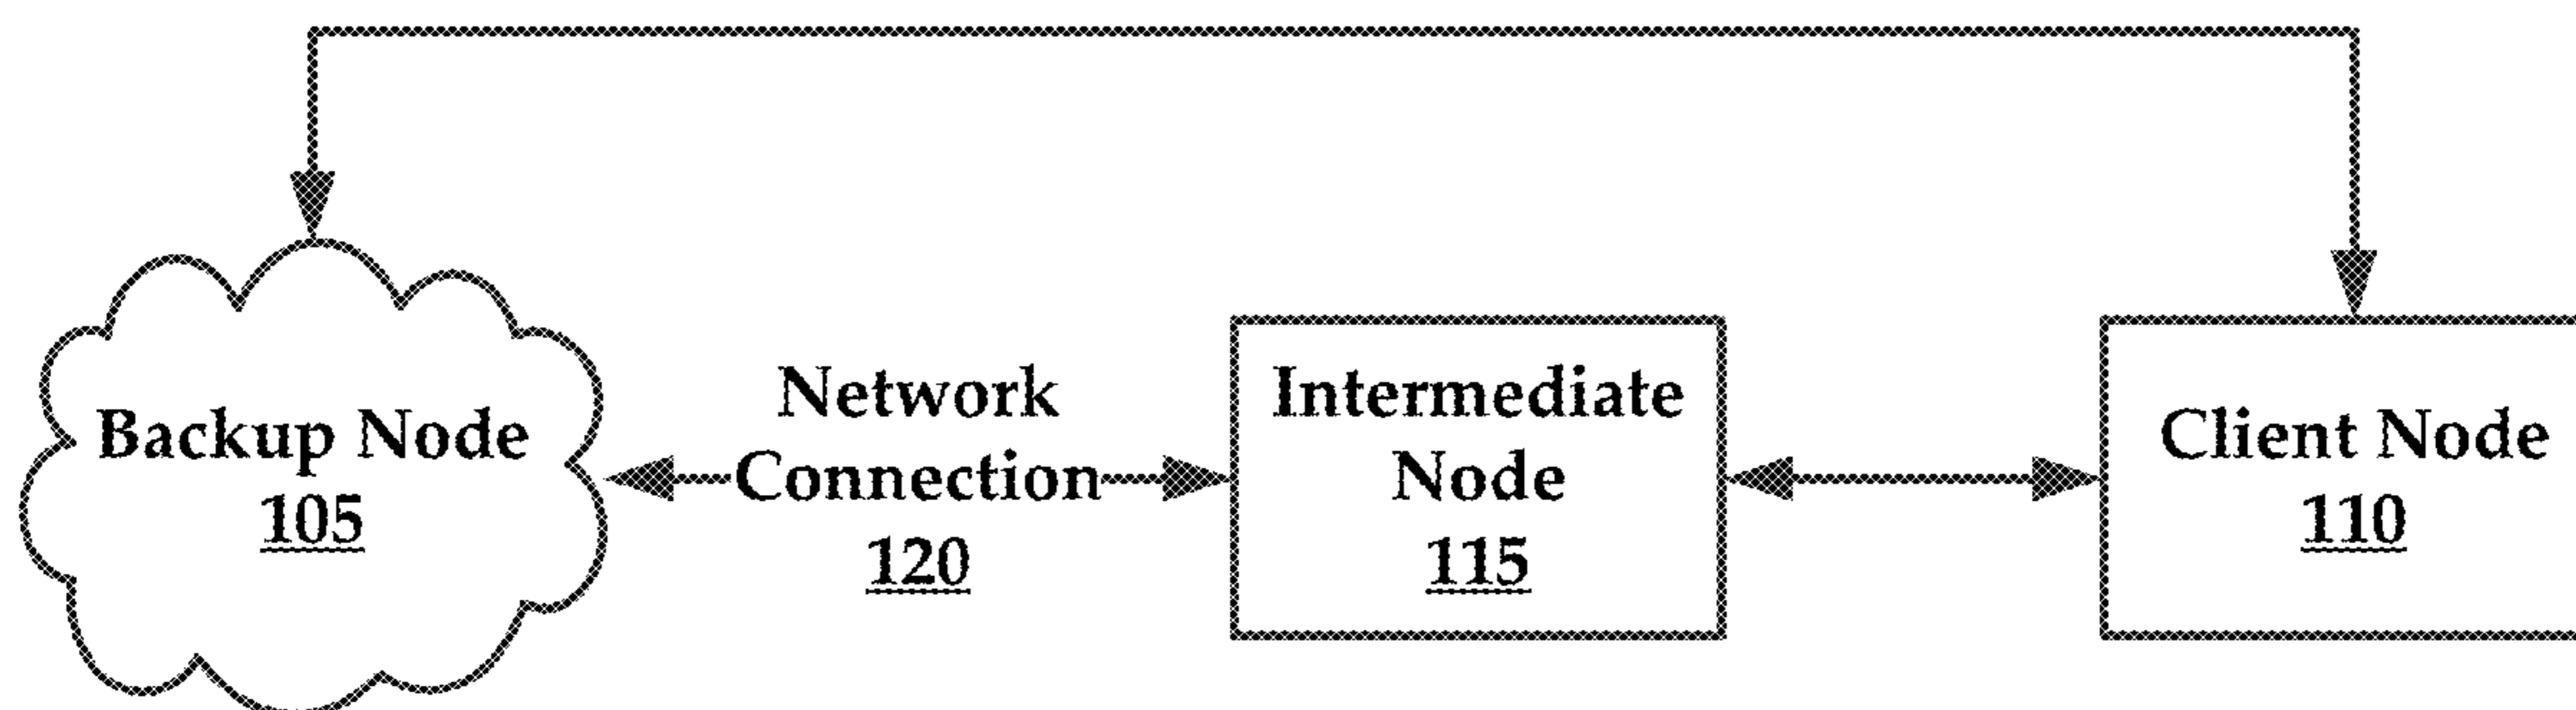 Backup Node
105
Network
Connection
120
Intermediate
Node
115
Client Node
110